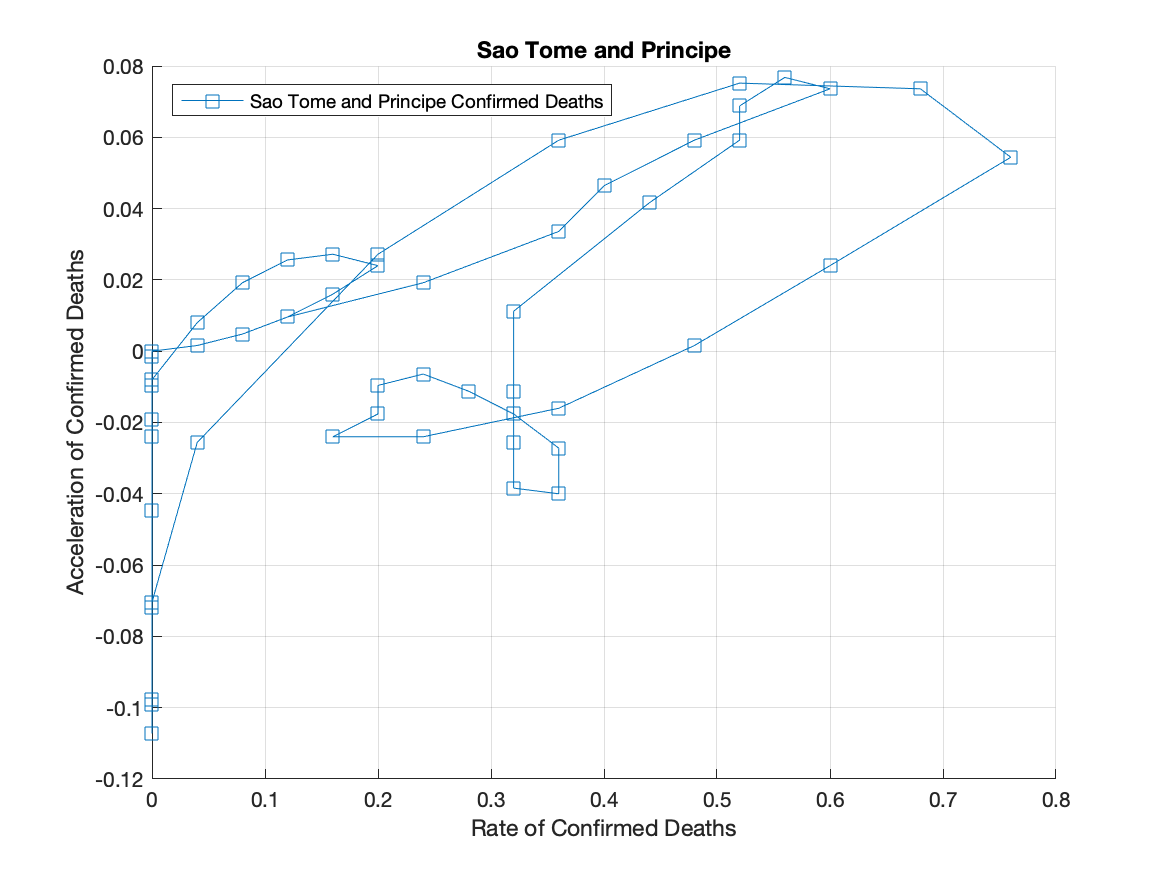 Sao Tome and Principe
Sao Tome and Principe Confirmed Deaths
Acceleration of Confirmed Deaths
0.08
0.06
0.04
0.02
0
-0.02
-0.04
-0.06
-0.08
-0.1
-0.12
0 0.1 0.2 0.3 0.4 0.5 0.6 0.7 0.8
Rate of Confirmed Deaths